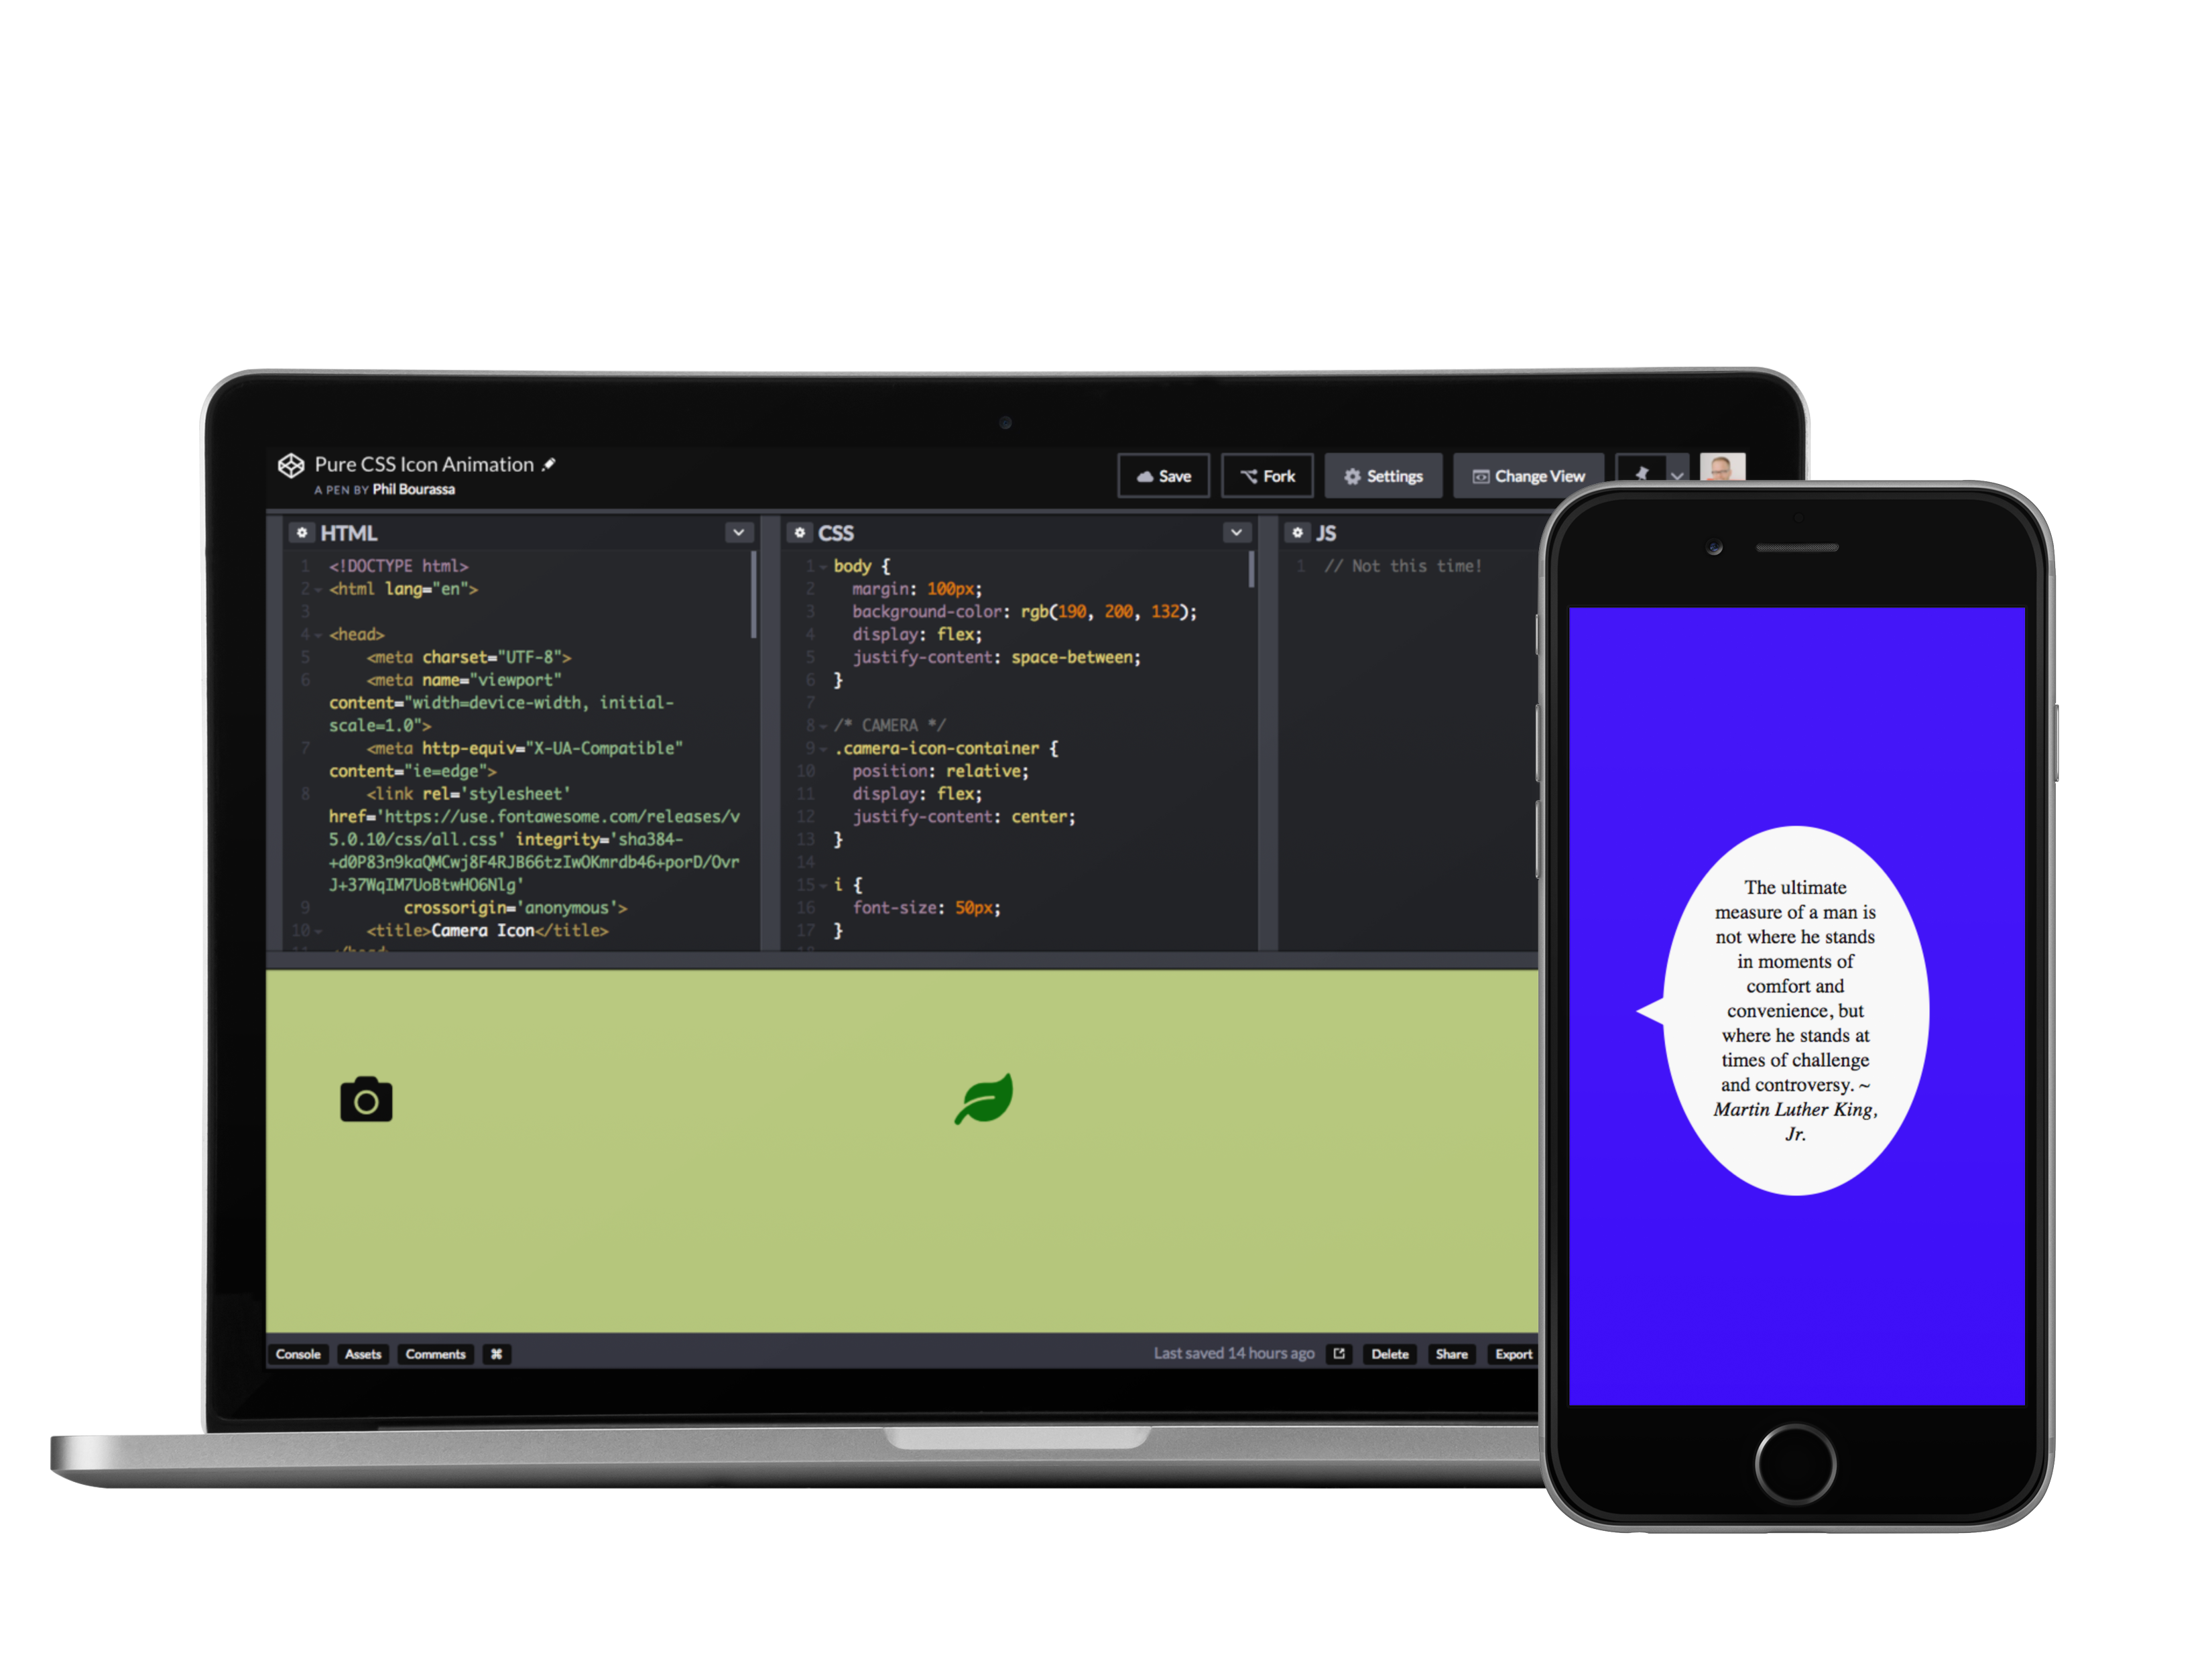 Pure CSS Icon Animation
A PEN BY Phil Bourassa
Save
Fork
Settings
Change View
HTML
1 <!DOCTYPE html>
2 <html lang="en">
3
4 <head>
5 <meta charset="UTF-8">
6 <meta name="viewport"
content="width=device-width, initial-
scale=1.0">
7 <meta http-equiv="X-UA-Compatible"
content="ie=edge">
8 <link rel='stylesheet'
href='https://use.fontawesome.com/releases/v
5.0.10/css/all.css' integrity='sha384-
+d0P83n9kaQMCwj8F4RJB66tzIwOKmrdb46+porD/Ovr
J+37WqIM7UoBtwHO6Nlg'
9 crossorigin='anonymous'>
10 <title>Camera Icon</title>
11 </head>
CSS
1 body {
2 margin: 100px;
3 background-color: rgb(190, 200, 132);
4 display: flex;
5 justify-content: space-between;
6 }
7
8 /* CAMERA */
9 .camera-icon-container {
10 position: relative;
11 display: flex;
12 justify-content: center;
13 }
14
15 i {
16 font-size: 50px;
17 }
18
JS
1 // Not this time!
Console
Assets
Comments
⌘
Last saved 14 hours ago
Delete
Share
Export
The ultimate
measure of a man is
not where he stands
in moments of
comfort and
convenience, but
where he stands at
times of challenge
and controversy. ~
Martin Luther King,
Jr.